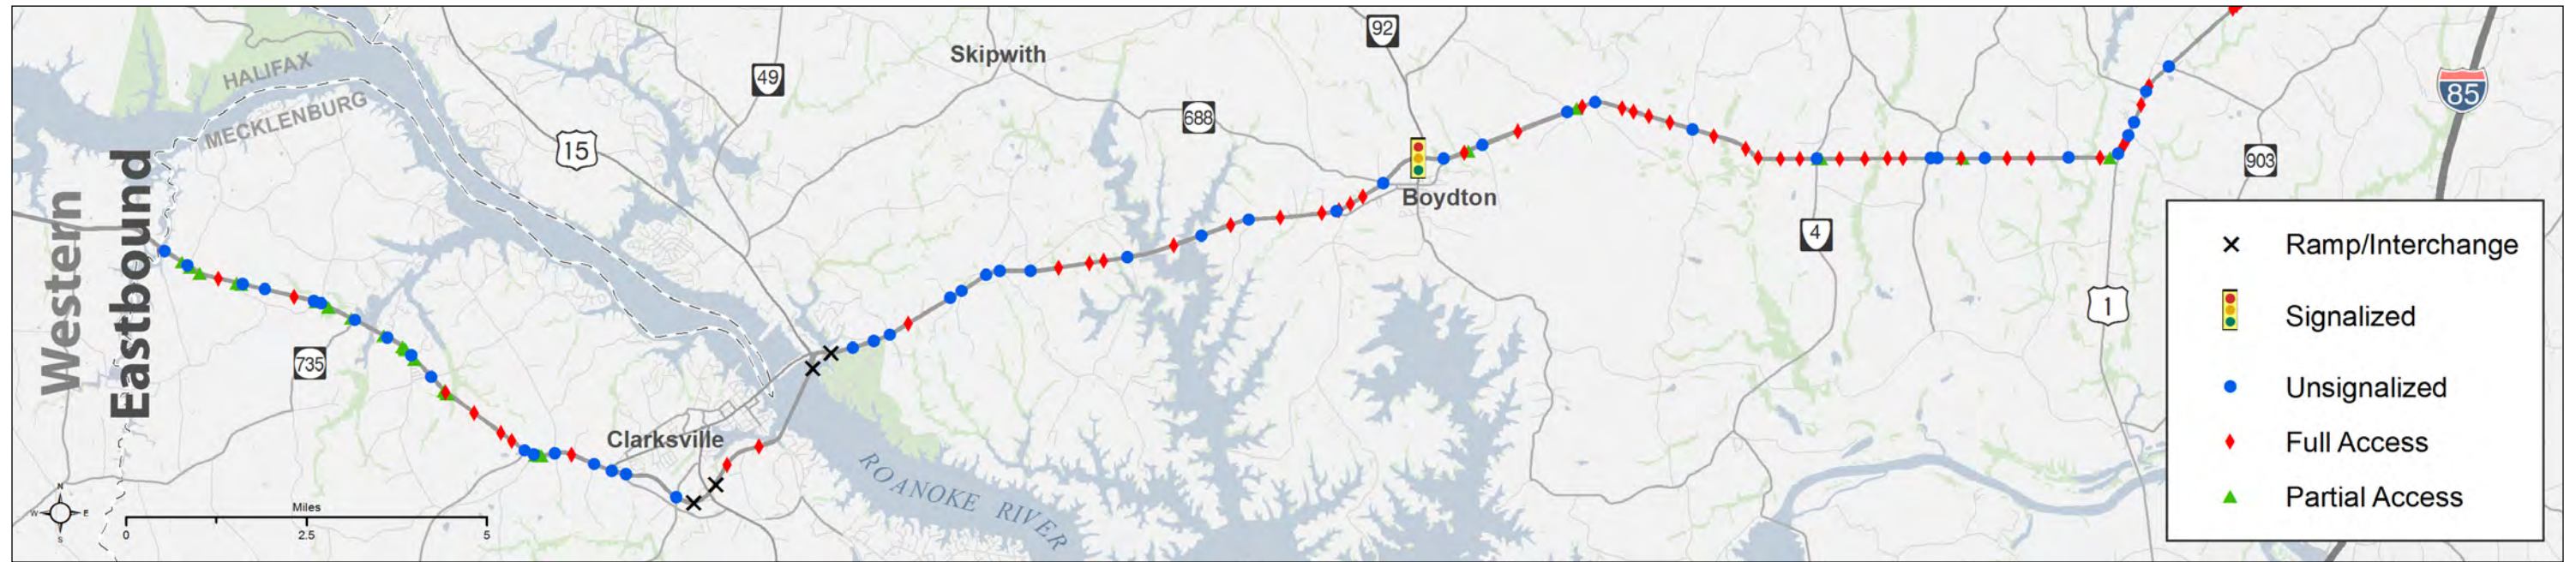 Western
Eastbound
HALIFAX
MECKLENBURG
15
49
Skipwith
688
92
Boydton
4
1
903
85
735
Clarksville
ROANOKE RIVER
N
W
E
S
Miles
0
2.5
5
Ramp/Interchange
Signalized
Unsignalized
Full Access
Partial Access